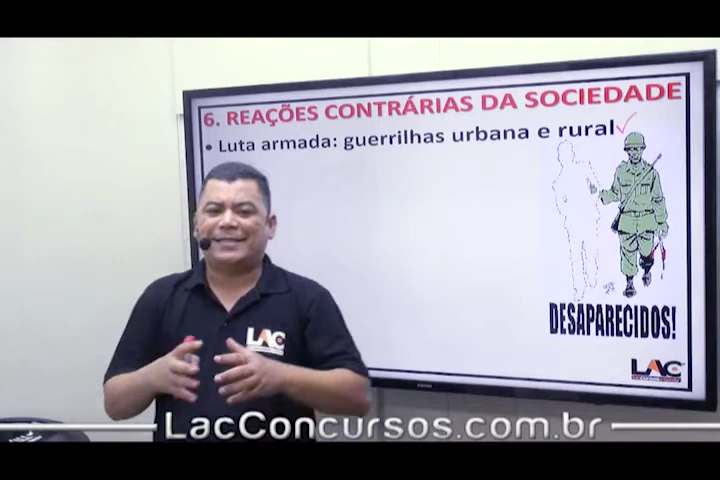 6. REAÇÕES CONTRÁRIAS DA SOCIEDADE
• Luta armada: guerrilhas urbana e rural
DESAPARECIDOS!
LAC
LAC
LacConcursos.com.br